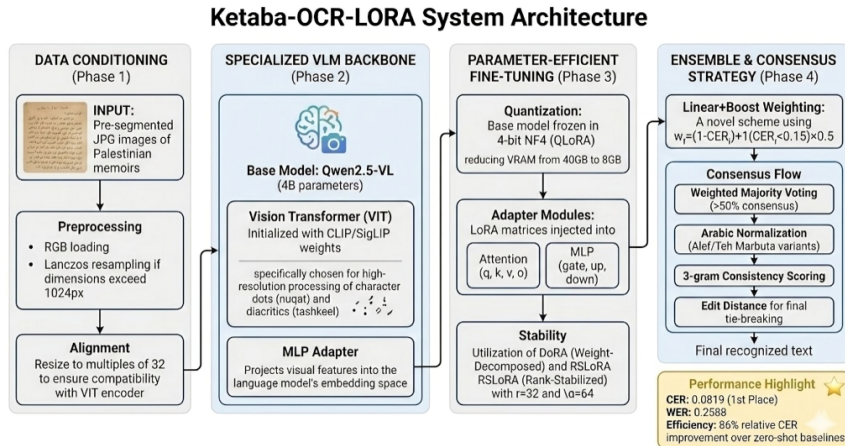 Ketaba-OCR-LORA System Architecture
DATA CONDITIONING
(Phase 1)
INPUT:
Pre-segmented
JPG images of
Palestinian
memoirs
Preprocessing
• RGB loading
• Lanczos resampling if
dimensions exceed
1024px
Alignment
Resize to multiples of 32
to ensure compatibility
with VIT encoder
SPECIALIZED VLM BACKBONE
(Phase 2)
Base Model: Qwen2.5-VL
(4B parameters)
Vision Transformer (VIT)
Initialized with CLIP/SigLIP
weights
specifically chosen for high-
resolution processing of character
dots (nuqat) and
diacritics (tashkeel)
MLP Adapter
Projects visual features into
the language model's embedding space
PARAMETER-EFFICIENT
FINE-TUNING (Phase 3)
Quantization:
Base model frozen in
4-bit NF4 (QLoRA)
reducing VRAM from 40GB to 8GB
Adapter Modules:
LoRA matrices injected into
Attention
(q, k, v, o)
MLP
(gate, up,
down)
Stability
Utilization of DoRA (Weight-
Decomposed) and RSLoRA
RSLoRA (Rank-Stabilized)
with r=32 and \a=64
ENSEMBLE & CONSENSUS
STRATEGY (Phase 4)
Linear+Boost Weighting:
A novel scheme using
wᵢ=(1-CERᵢ)+1(CERᵢ<0.15)×0.5
Consensus Flow
Weighted Majority Voting
(>50% consensus)
Arabic Normalization
(Alef/Teh Marbuta variants)
3-gram Consistency Scoring
Edit Distance for final
tie-breaking
Final recognized text
Performance Highlight
CER: 0.0819 (1st Place)
WER: 0.2588
Efficiency: 86% relative CER
improvement over zero-shot baselines